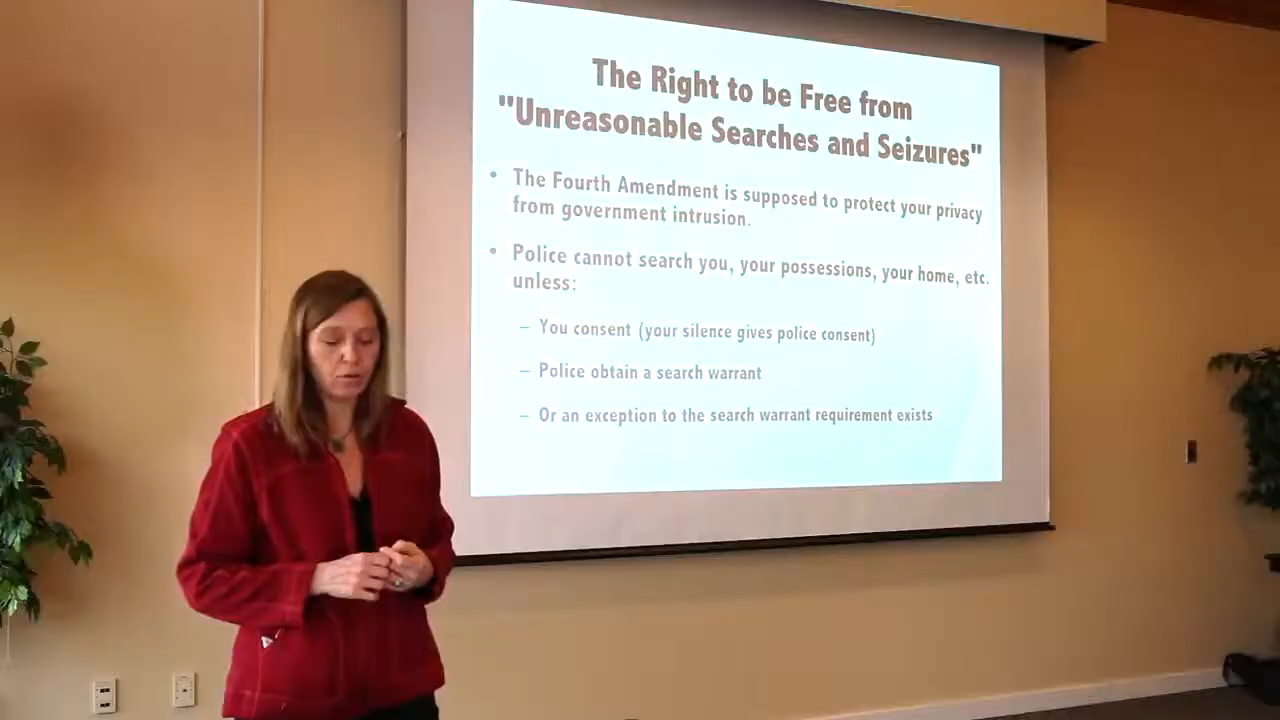 The Right to be Free from
"Unreasonable Searches and Seizures"
• The Fourth Amendment is supposed to protect your privacy
from government intrusion.
• Police cannot search you, your possessions, your home, etc.
unless:
– You consent (your silence gives police consent)
– Police obtain a search warrant
– Or an exception to the search warrant requirement exists